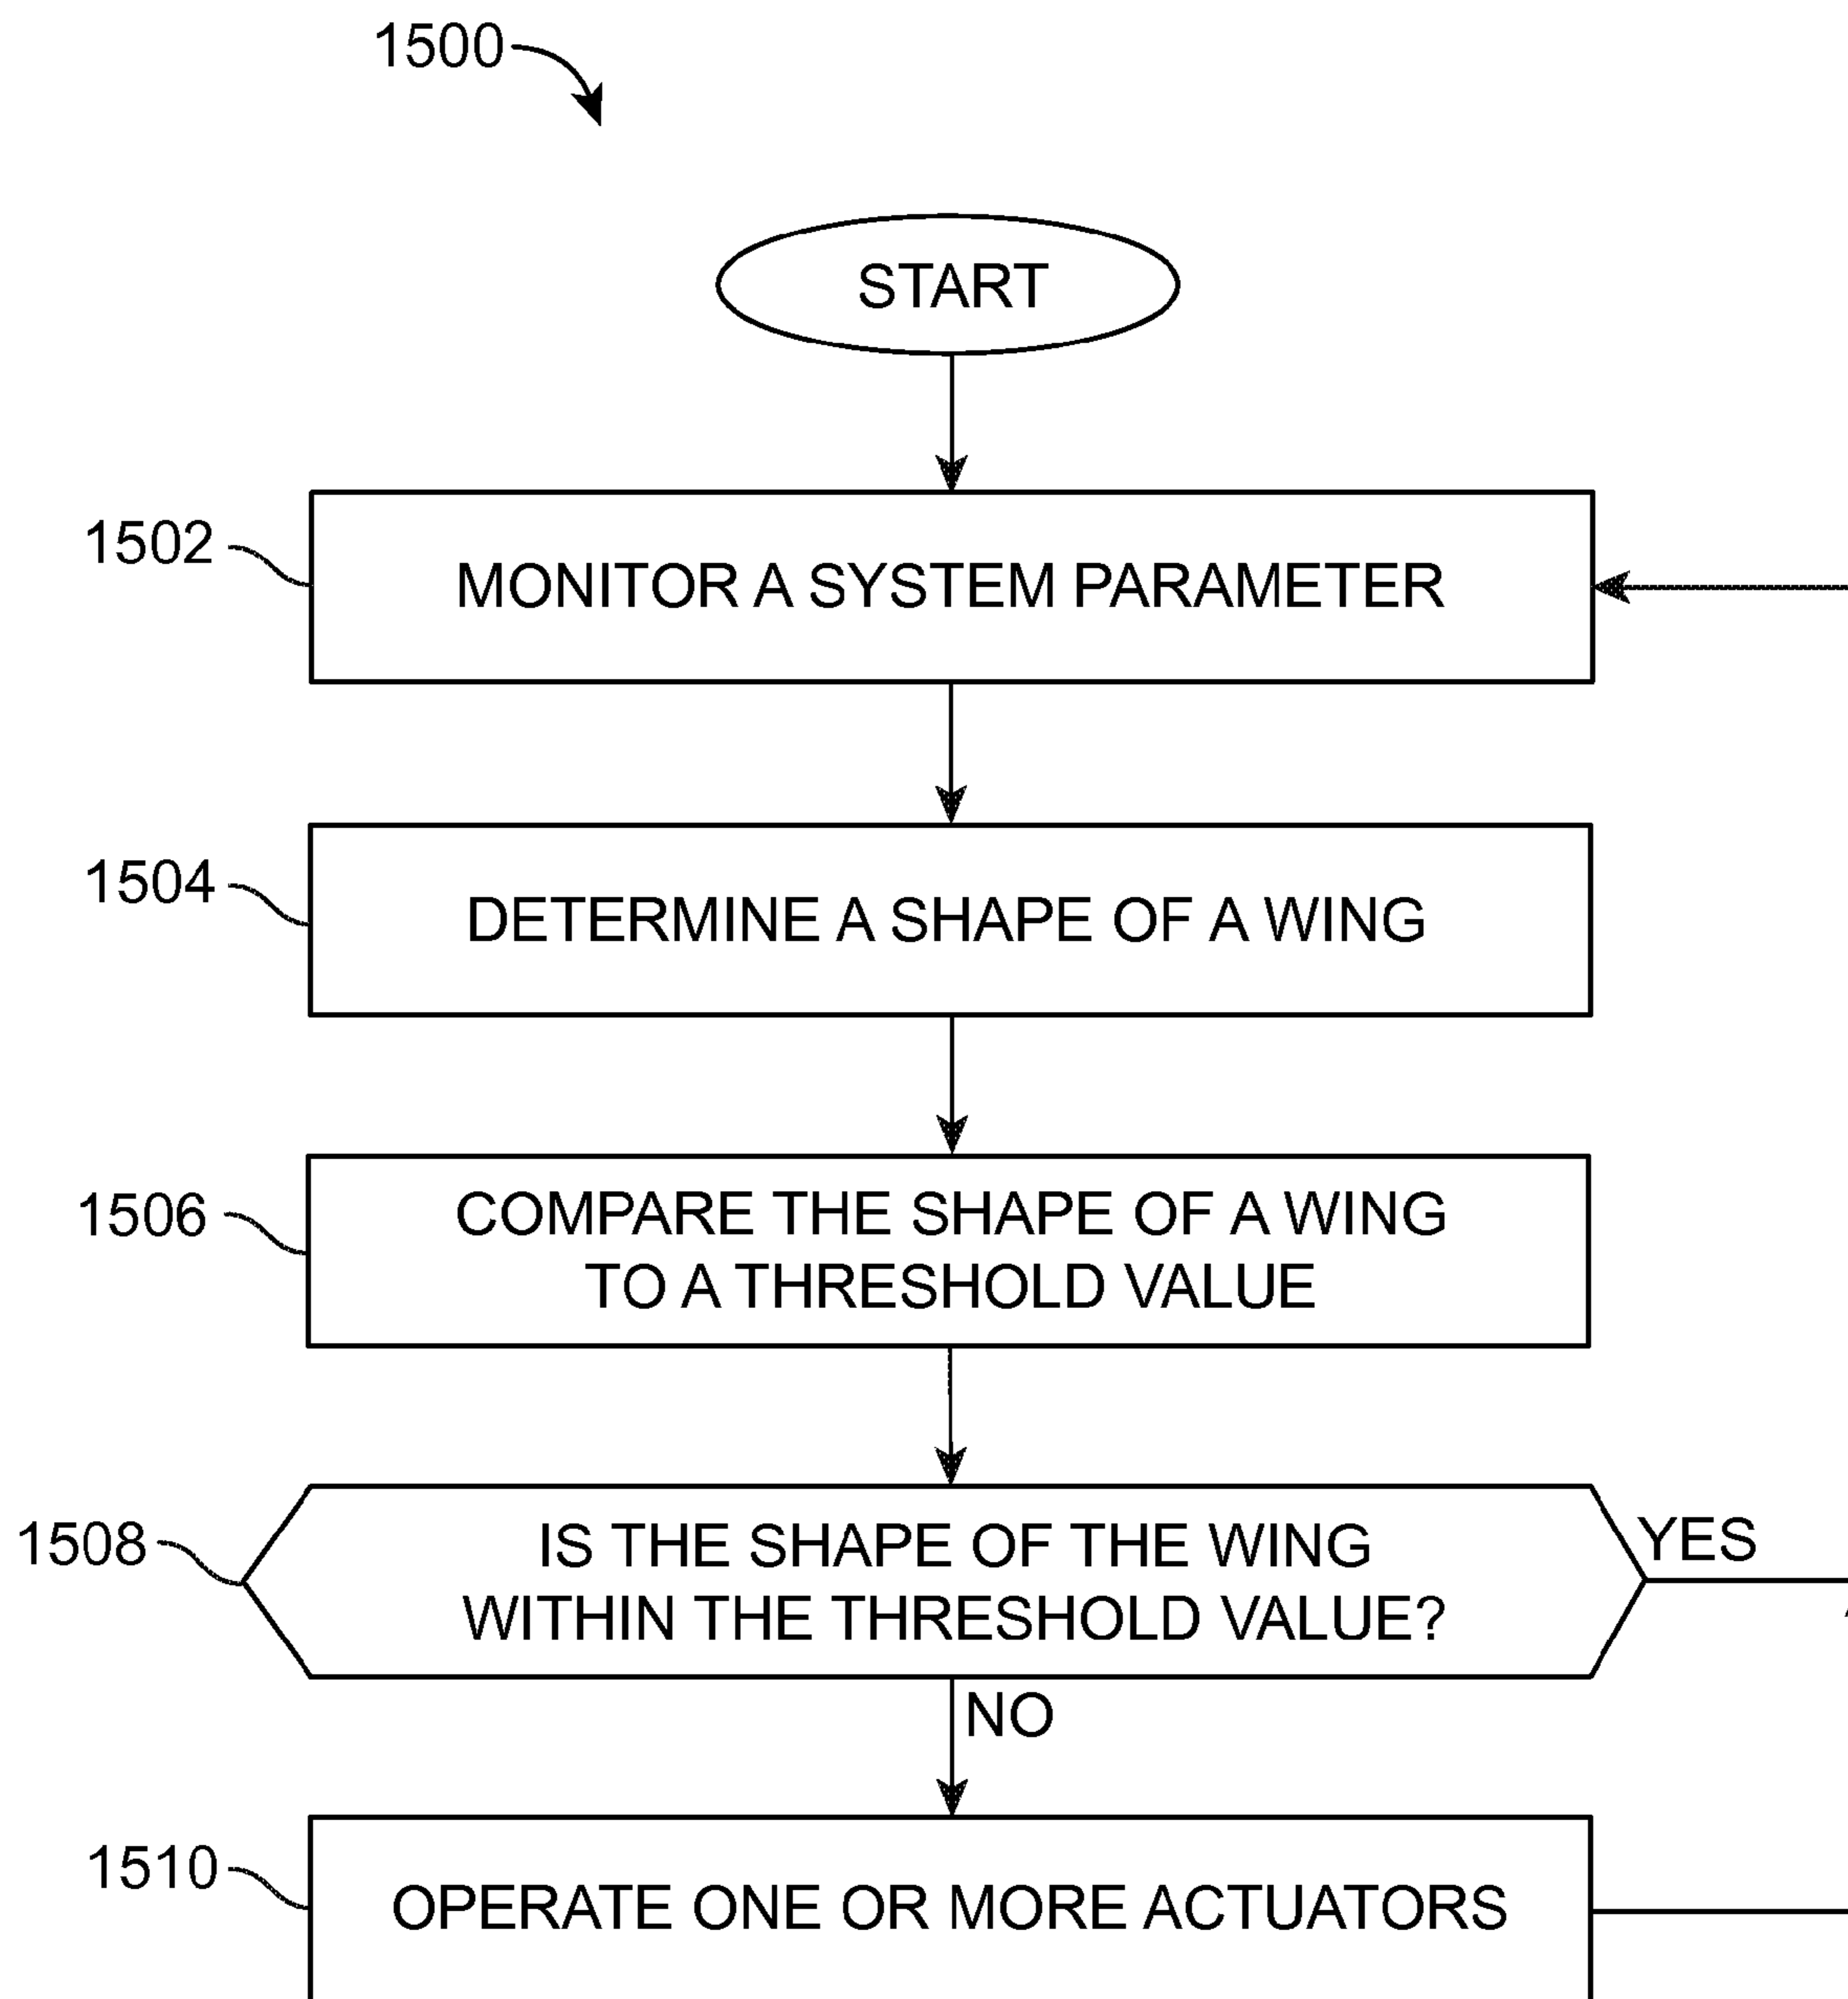 1500
START
1502
MONITOR A SYSTEM PARAMETER
1504
DETERMINE A SHAPE OF A WING
1506
COMPARE THE SHAPE OF A WING
TO A THRESHOLD VALUE
1508
IS THE SHAPE OF THE WING
WITHIN THE THRESHOLD VALUE?
YES
NO
1510
OPERATE ONE OR MORE ACTUATORS